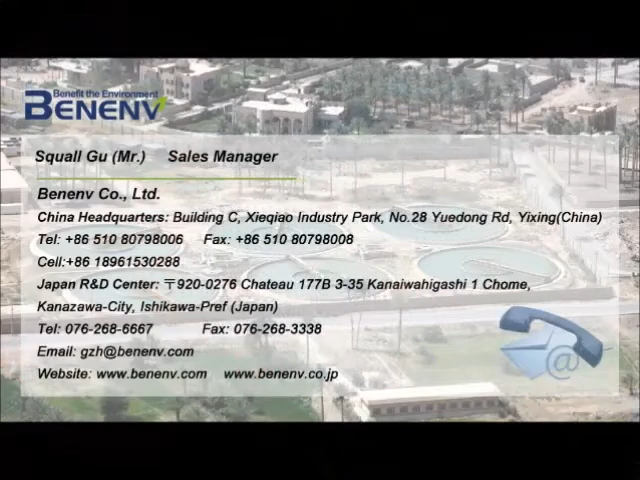 Benefit the Environment
BENENV
Squall Gu (Mr.) Sales Manager
Benenv Co., Ltd.
China Headquarters: Building C, Xieqiao Industry Park, No.28 Yuedong Rd, Yixing(China)
Tel: +86 510 80798006 Fax: +86 510 80798008
Cell:+86 18961530288
Japan R&D Center: 〒920-0276 Chateau 177B 3-35 Kanaiwahigashi 1 Chome,
Kanazawa-City, Ishikawa-Pref (Japan)
Tel: 076-268-6667 Fax: 076-268-3338
Email: gzh@benenv.com
Website: www.benenv.com www.benenv.co.jp
@